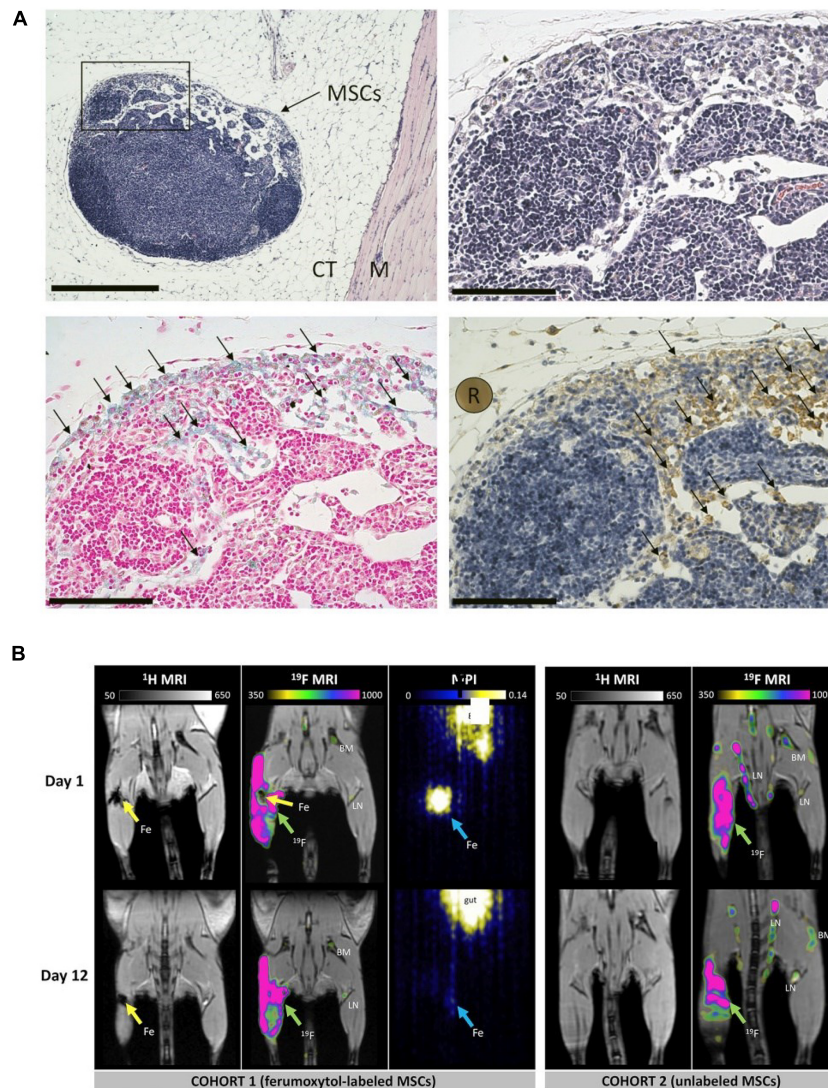 A
MSCs
CT
M
R
B
¹H MRI
50
650
¹⁹F MRI
350
1000
0
0.14
¹H MRI
50
650
¹⁹F MRI
350
Day 1
Fe
BM
Fe
LN
¹⁹F
Fe
LN
BM
LN
¹⁹F
Day 12
Fe
BM
LN
¹⁹F
gut
Fe
LN
BM
LN
¹⁹F
COHORT 1 (ferumoxytol-labeled MSCs)
COHORT 2 (unlabeled MSCs)